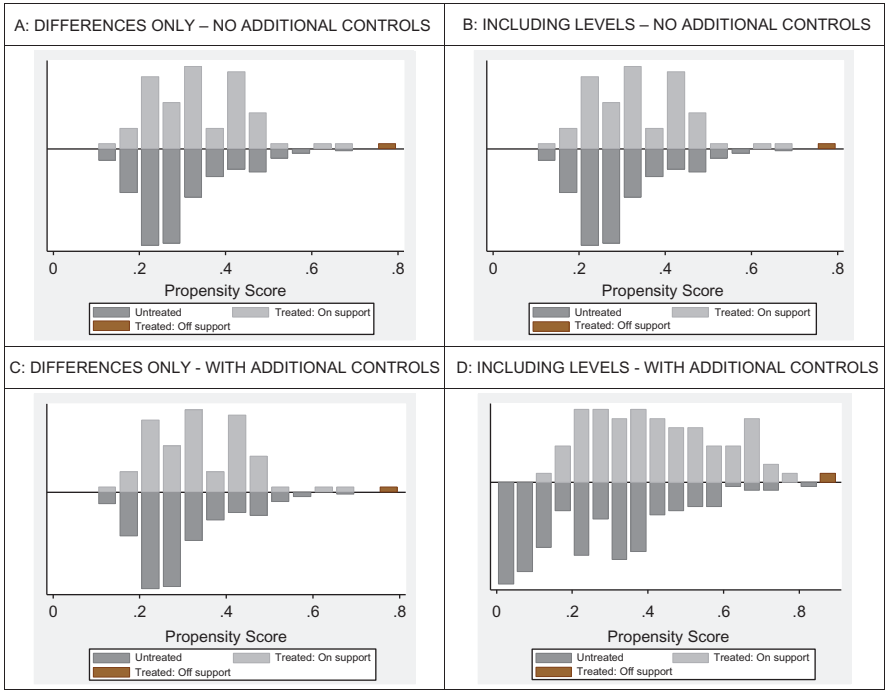 A: DIFFERENCES ONLY – NO ADDITIONAL CONTROLS
0 .2 .4 .6 .8
Propensity Score
Untreated Treated: On support
Treated: Off support
B: INCLUDING LEVELS – NO ADDITIONAL CONTROLS
0 .2 .4 .6 .8
Propensity Score
Untreated Treated: On support
Treated: Off support
C: DIFFERENCES ONLY - WITH ADDITIONAL CONTROLS
0 .2 .4 .6 .8
Propensity Score
Untreated Treated: On support
Treated: Off support
D: INCLUDING LEVELS - WITH ADDITIONAL CONTROLS
0 .2 .4 .6 .8
Propensity Score
Untreated Treated: On support
Treated: Off support